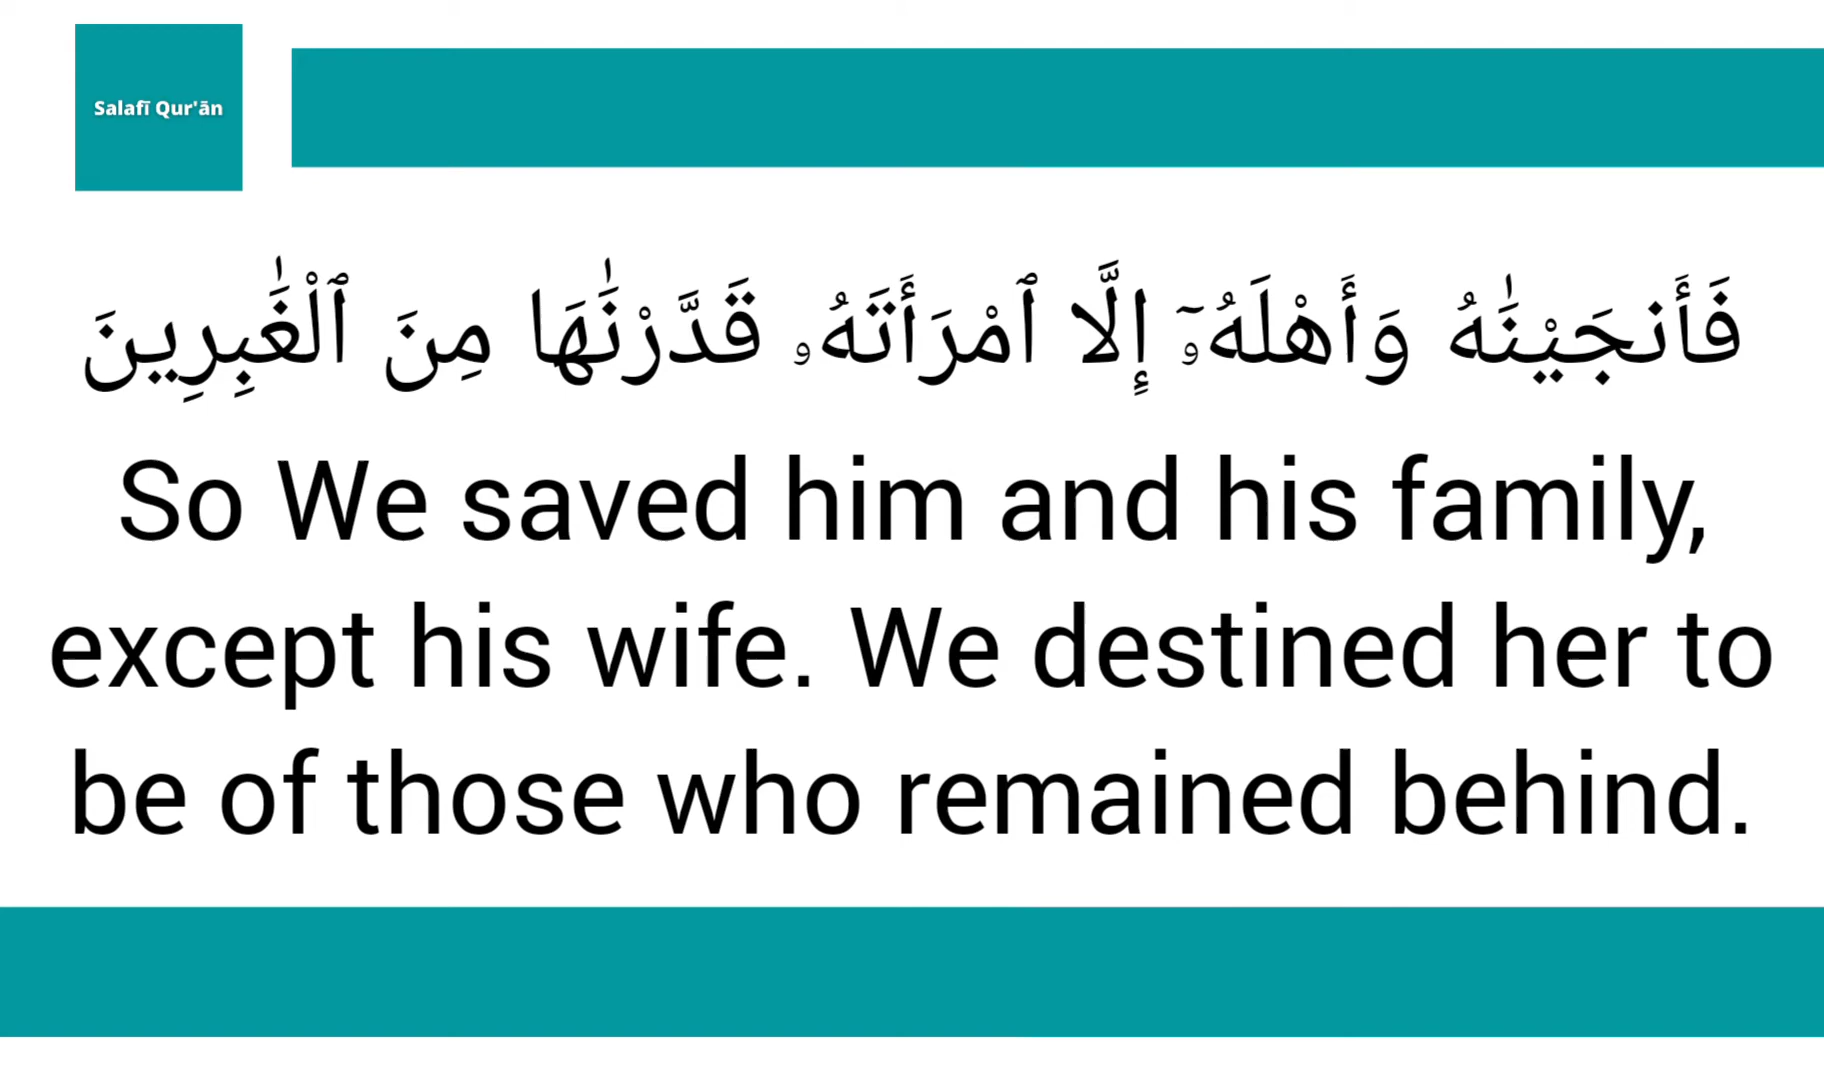 Salafī Qur'ān
فَأَنجَيْنَٰهُ وَأَهْلَهُۥٓ إِلَّا ٱمْرَأَتَهُۥ قَدَّرْنَٰهَا مِنَ ٱلْغَٰبِرِينَ
So We saved him and his family,
except his wife. We destined her to
be of those who remained behind.